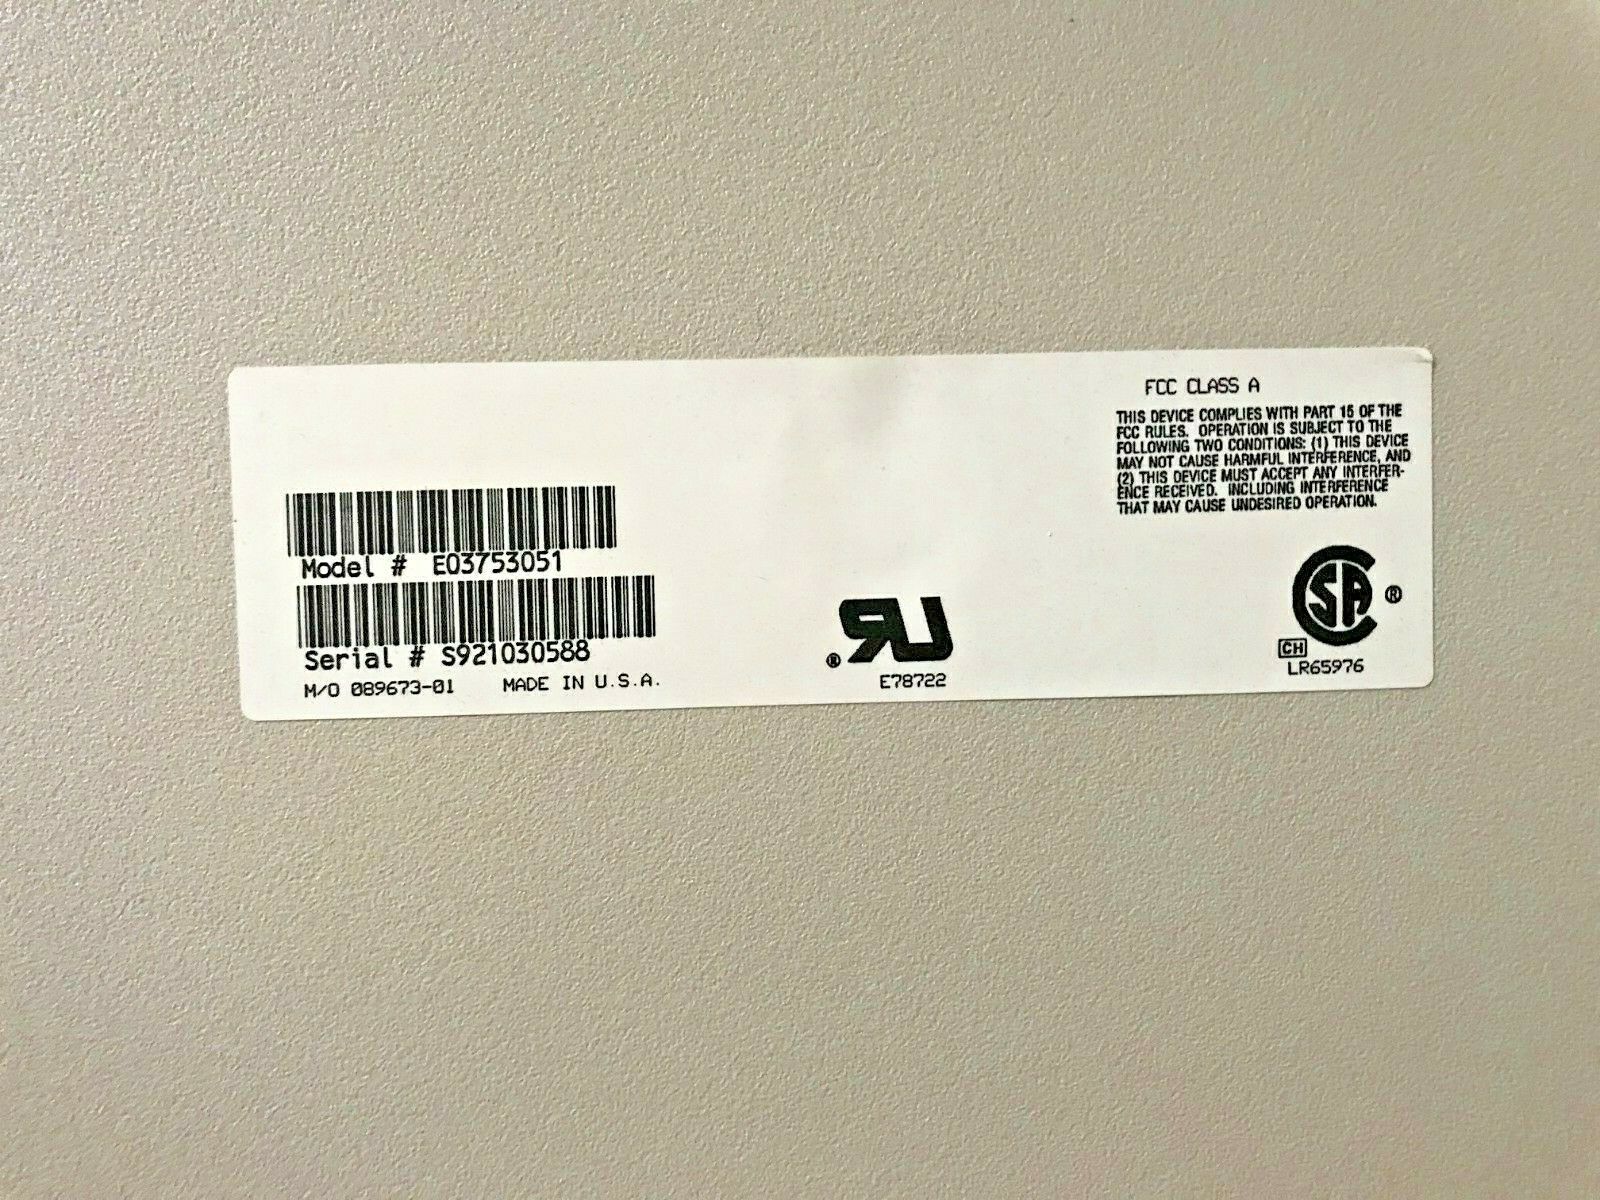 FCC CLASS A
THIS DEVICE COMPLIES WITH PART 15 OF THE
FCC RULES. OPERATION IS SUBJECT TO THE
FOLLOWING TWO CONDITIONS: (1) THIS DEVICE
MAY NOT CAUSE HARMFUL INTERFERENCE, AND
(2) THIS DEVICE MUST ACCEPT ANY INTERFER-
ENCE RECEIVED. INCLUDING INTERFERENCE
THAT MAY CAUSE UNDESIRED OPERATION.
Model # E03753051
Serial # S921030588
M/O 089673-01 MADE IN U.S.A.
RU ®
E78722
CSA ®
CH
LR65976